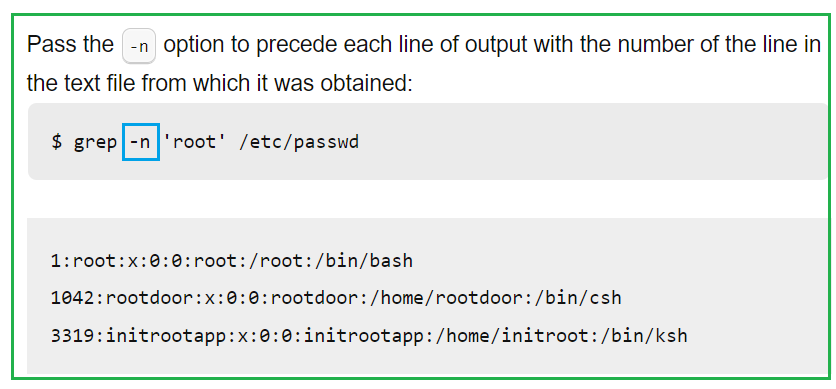 Pass the -n option to precede each line of output with the number of the line in
the text file from which it was obtained:
$ grep -n 'root' /etc/passwd
1:root:x:0:0:root:/root:/bin/bash
1042:rootdoor:x:0:0:rootdoor:/home/rootdoor:/bin/csh
3319:initrootapp:x:0:0:initrootapp:/home/initroot:/bin/ksh